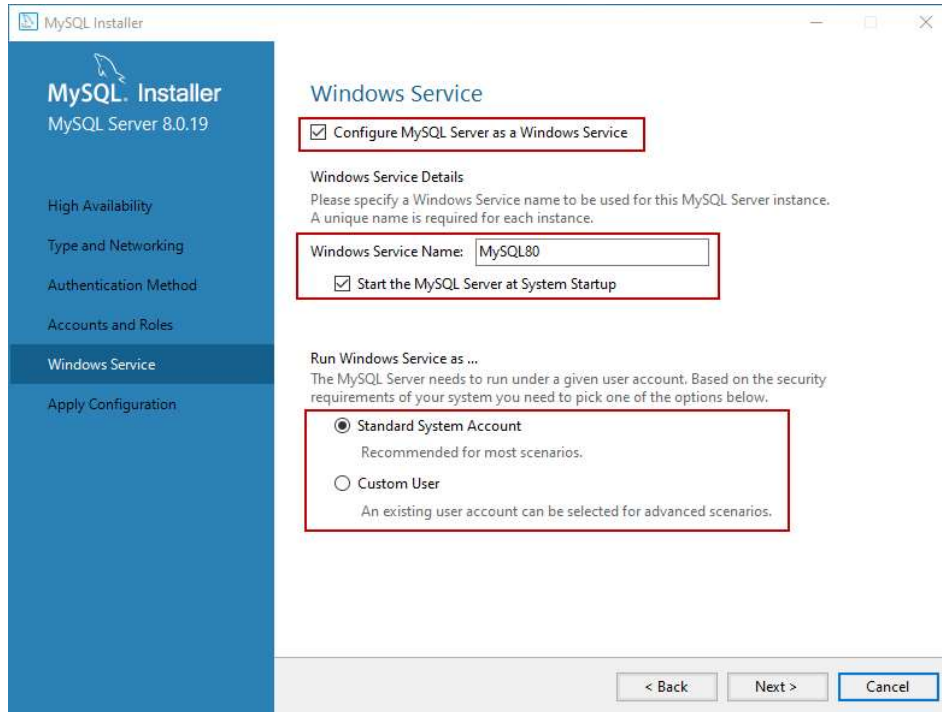 MySQL Installer
MySQL. Installer
MySQL Server 8.0.19
High Availability
Type and Networking
Authentication Method
Accounts and Roles
Windows Service
Apply Configuration
Windows Service
Configure MySQL Server as a Windows Service
Windows Service Details
Please specify a Windows Service name to be used for this MySQL Server instance.
A unique name is required for each instance.
Windows Service Name: MySQL80
Start the MySQL Server at System Startup
Run Windows Service as ...
The MySQL Server needs to run under a given user account. Based on the security
requirements of your system you need to pick one of the options below.
Standard System Account
Recommended for most scenarios.
Custom User
An existing user account can be selected for advanced scenarios.
< Back Next > Cancel